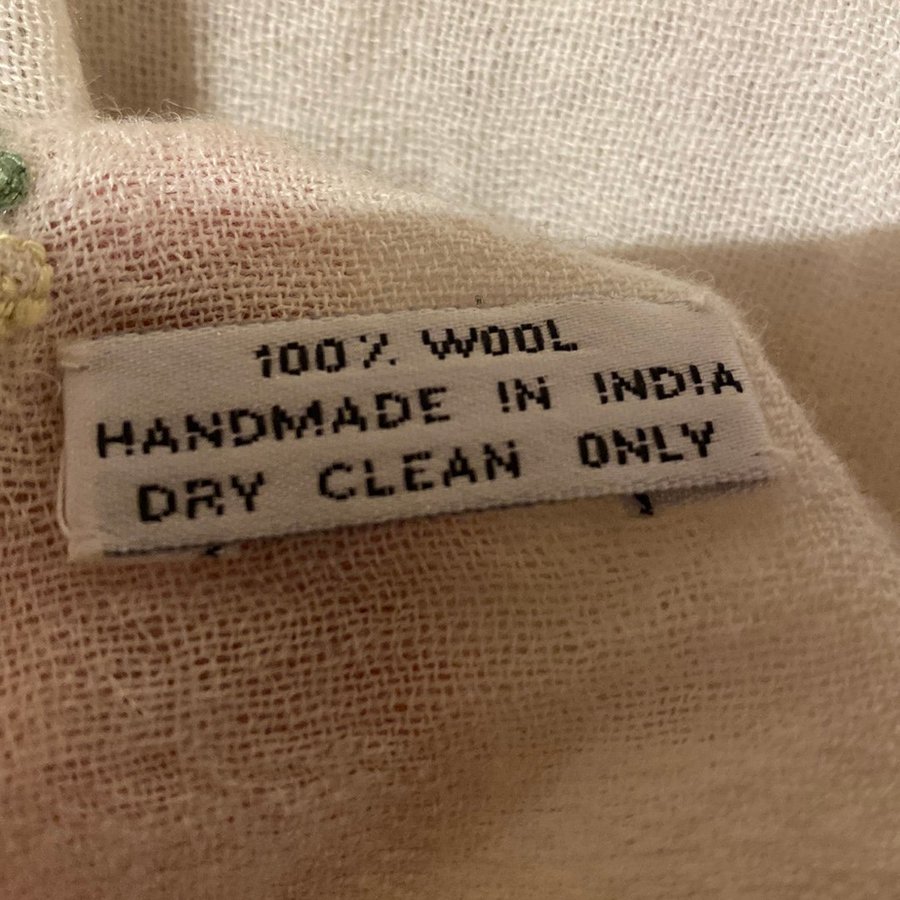 100% WOOL
HANDMADE IN INDIA
DRY CLEAN ONLY